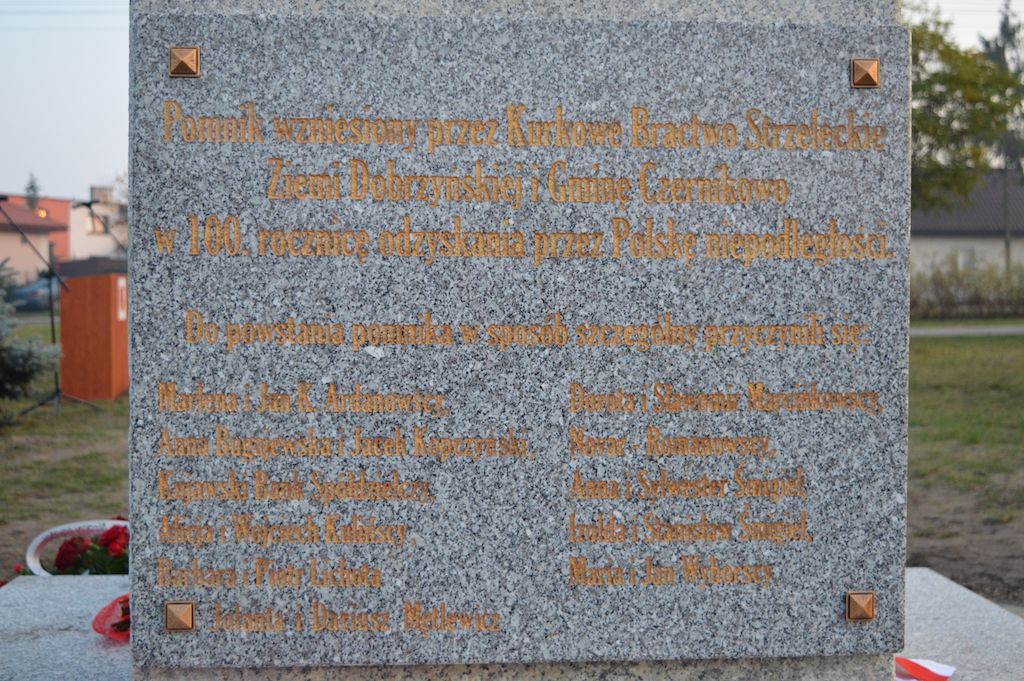 Pomnik wzniesiony przez Kurkowe Bractwo Strzeleckie
Ziemi Dobrzyńskiej i Gminę Czernikowo
w 100. rocznicę odzyskania przez Polskę niepodległości.
Do powstania pomnika w sposób szczególny przyczynili się:
Marlena i Jan K. Ardanowscy,
Anna Bugajewska i Jacek Kopczyński,
Kujawski Bank Spółdzielczy,
Alicja i Wojciech Kulińscy,
Barbara i Piotr Lichota
Jolanta i Dariusz Mętlewicz
Dorota i Sławomir Marcinkowscy,
Novar - Romanowscy,
Anna i Sylwester Śmigiel,
Izolda i Stanisław Śmigiel,
Maria i Jan Wyborscy